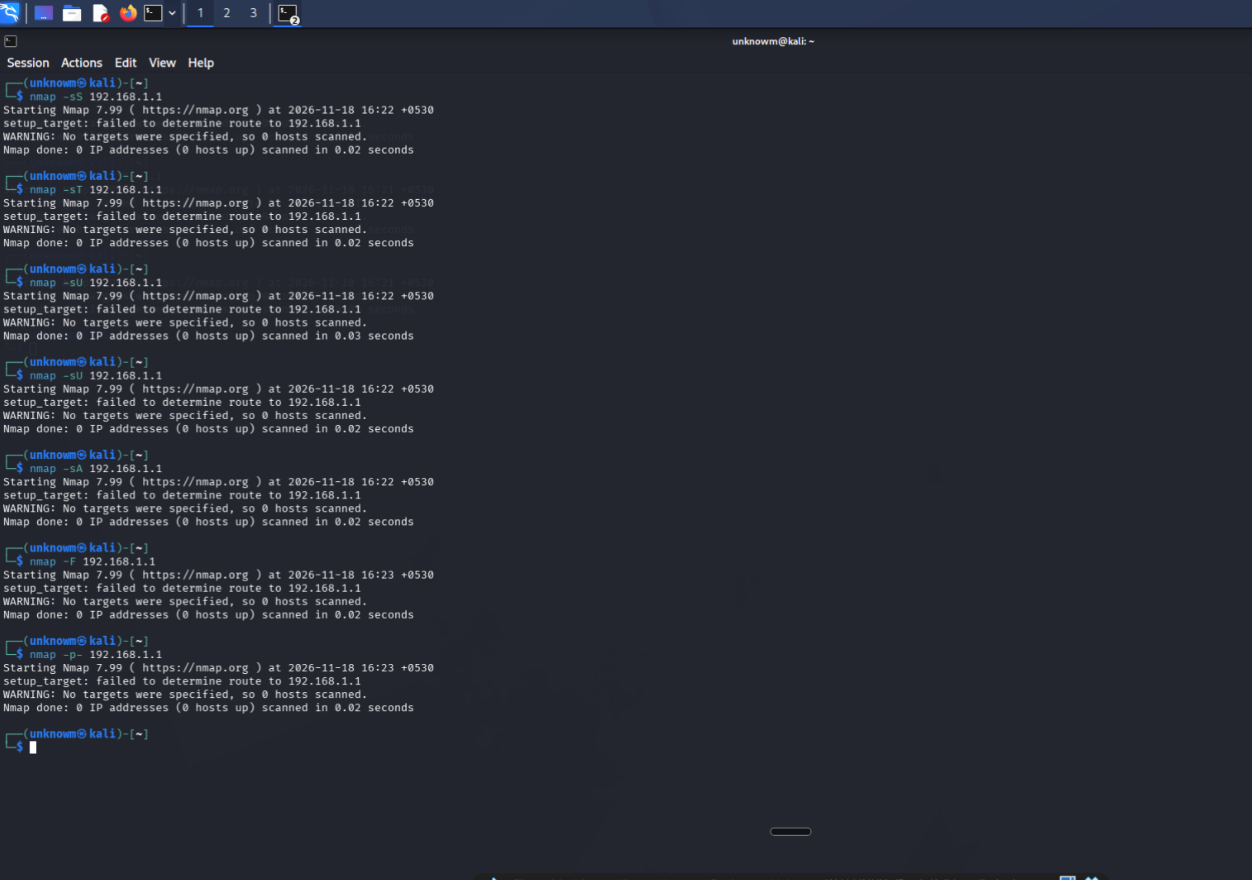 1 2 3 2
unknowm@kali: ~
Session Actions Edit View Help
┌──(unknowm㉿kali)-[~]
└─$ nmap -sS 192.168.1.1
Starting Nmap 7.99 ( https://nmap.org ) at 2026-11-18 16:22 +0530
setup_target: failed to determine route to 192.168.1.1
WARNING: No targets were specified, so 0 hosts scanned.
Nmap done: 0 IP addresses (0 hosts up) scanned in 0.02 seconds
┌──(unknowm㉿kali)-[~]
└─$ nmap -sT 192.168.1.1
Starting Nmap 7.99 ( https://nmap.org ) at 2026-11-18 16:22 +0530
setup_target: failed to determine route to 192.168.1.1
WARNING: No targets were specified, so 0 hosts scanned.
Nmap done: 0 IP addresses (0 hosts up) scanned in 0.02 seconds
┌──(unknowm㉿kali)-[~]
└─$ nmap -sU 192.168.1.1
Starting Nmap 7.99 ( https://nmap.org ) at 2026-11-18 16:22 +0530
setup_target: failed to determine route to 192.168.1.1
WARNING: No targets were specified, so 0 hosts scanned.
Nmap done: 0 IP addresses (0 hosts up) scanned in 0.03 seconds
┌──(unknowm㉿kali)-[~]
└─$ nmap -sU 192.168.1.1
Starting Nmap 7.99 ( https://nmap.org ) at 2026-11-18 16:22 +0530
setup_target: failed to determine route to 192.168.1.1
WARNING: No targets were specified, so 0 hosts scanned.
Nmap done: 0 IP addresses (0 hosts up) scanned in 0.02 seconds
┌──(unknowm㉿kali)-[~]
└─$ nmap -sA 192.168.1.1
Starting Nmap 7.99 ( https://nmap.org ) at 2026-11-18 16:22 +0530
setup_target: failed to determine route to 192.168.1.1
WARNING: No targets were specified, so 0 hosts scanned.
Nmap done: 0 IP addresses (0 hosts up) scanned in 0.02 seconds
┌──(unknowm㉿kali)-[~]
└─$ nmap -F 192.168.1.1
Starting Nmap 7.99 ( https://nmap.org ) at 2026-11-18 16:23 +0530
setup_target: failed to determine route to 192.168.1.1
WARNING: No targets were specified, so 0 hosts scanned.
Nmap done: 0 IP addresses (0 hosts up) scanned in 0.02 seconds
┌──(unknowm㉿kali)-[~]
└─$ nmap -p- 192.168.1.1
Starting Nmap 7.99 ( https://nmap.org ) at 2026-11-18 16:23 +0530
setup_target: failed to determine route to 192.168.1.1
WARNING: No targets were specified, so 0 hosts scanned.
Nmap done: 0 IP addresses (0 hosts up) scanned in 0.02 seconds
┌──(unknowm㉿kali)-[~]
└─$